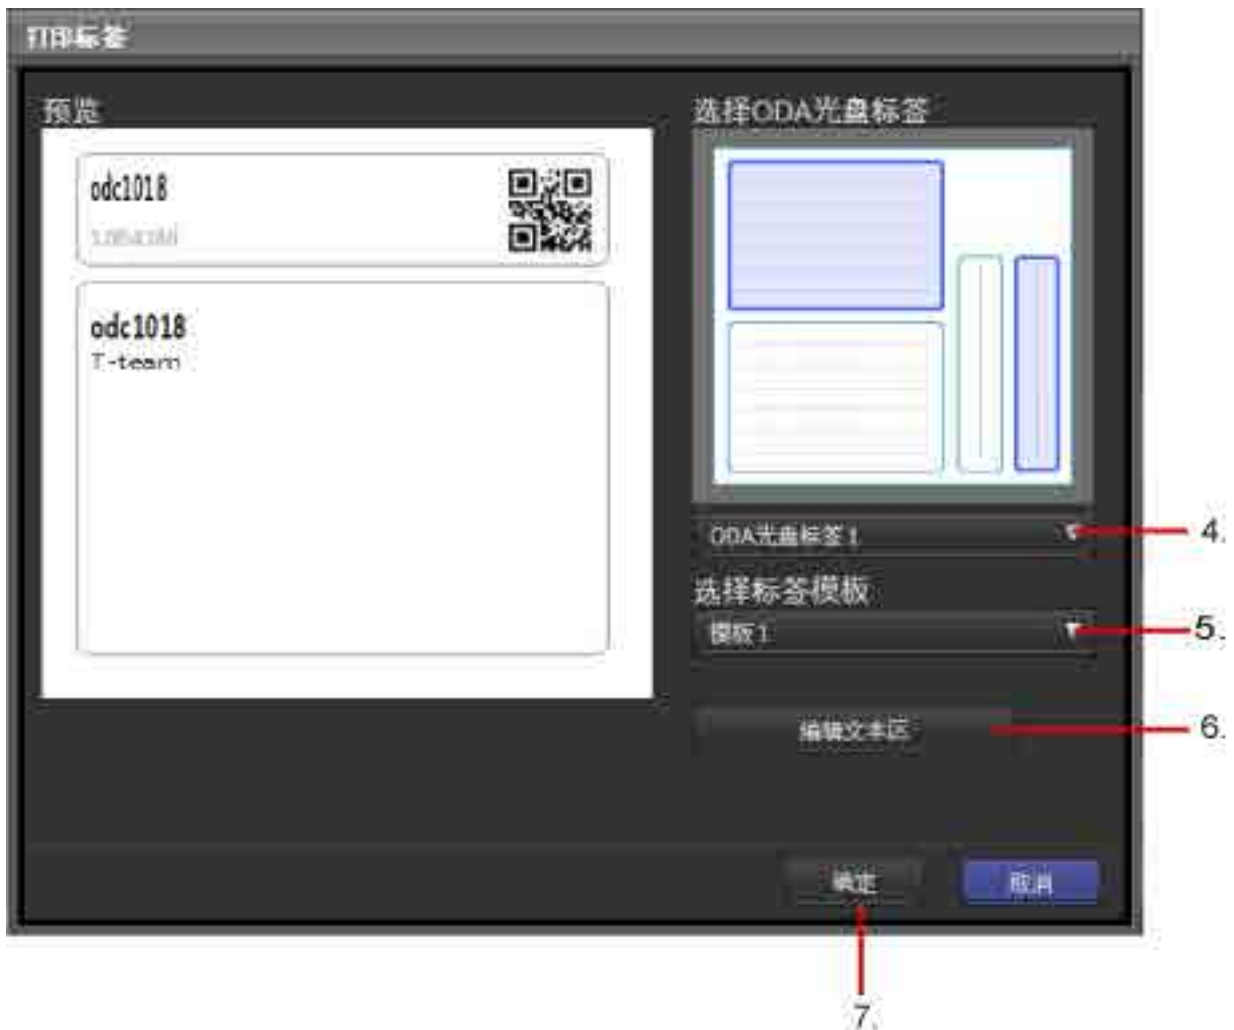 打印标签
预览
odc1018
odc1018
T-team
选择ODA光盘标签
ODA光盘标签1
4.
选择标签模板
模板1
5.
编辑文本区
6.
确定
取消
7.